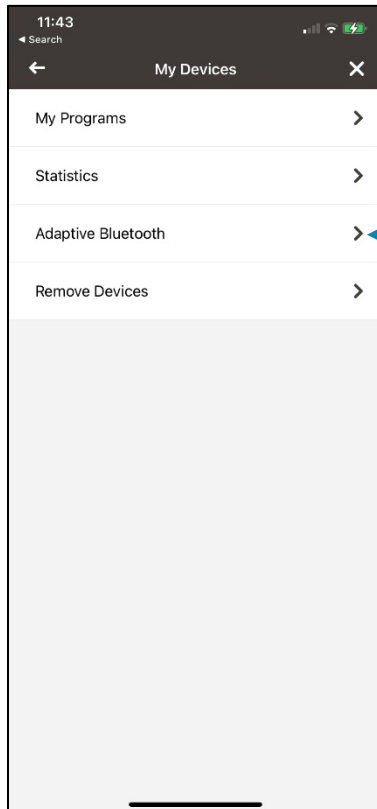 11:43
Search
My Devices
My Programs
Statistics
Adaptive Bluetooth
Remove Devices